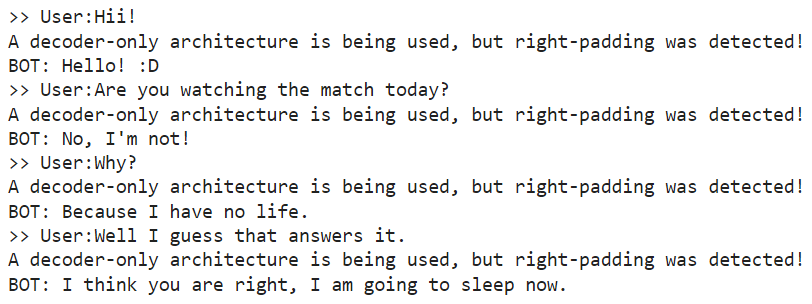 >> User:Hii!
A decoder-only architecture is being used, but right-padding was detected!
BOT: Hello! :D
>> User:Are you watching the match today?
A decoder-only architecture is being used, but right-padding was detected!
BOT: No, I'm not!
>> User:Why?
A decoder-only architecture is being used, but right-padding was detected!
BOT: Because I have no life.
>> User:Well I guess that answers it.
A decoder-only architecture is being used, but right-padding was detected!
BOT: I think you are right, I am going to sleep now.